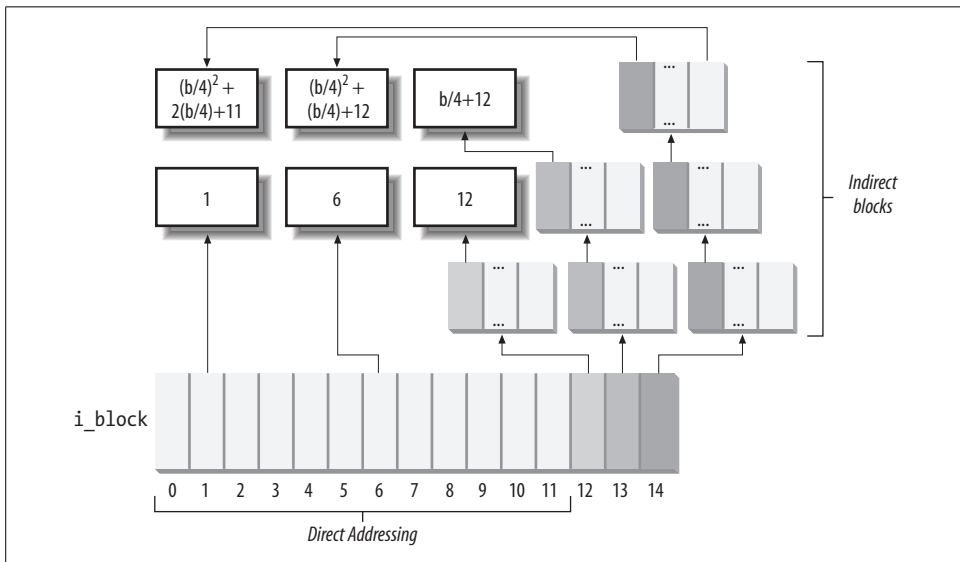 (b/4)² +
2(b/4)+11
(b/4)² +
(b/4)+12
b/4+12
...
...
1
6
12
...
...
...
...
Indirect
blocks
...
...
...
...
...
...
i_block
0 1 2 3 4 5 6 7 8 9 10 11 12 13 14
Direct Addressing